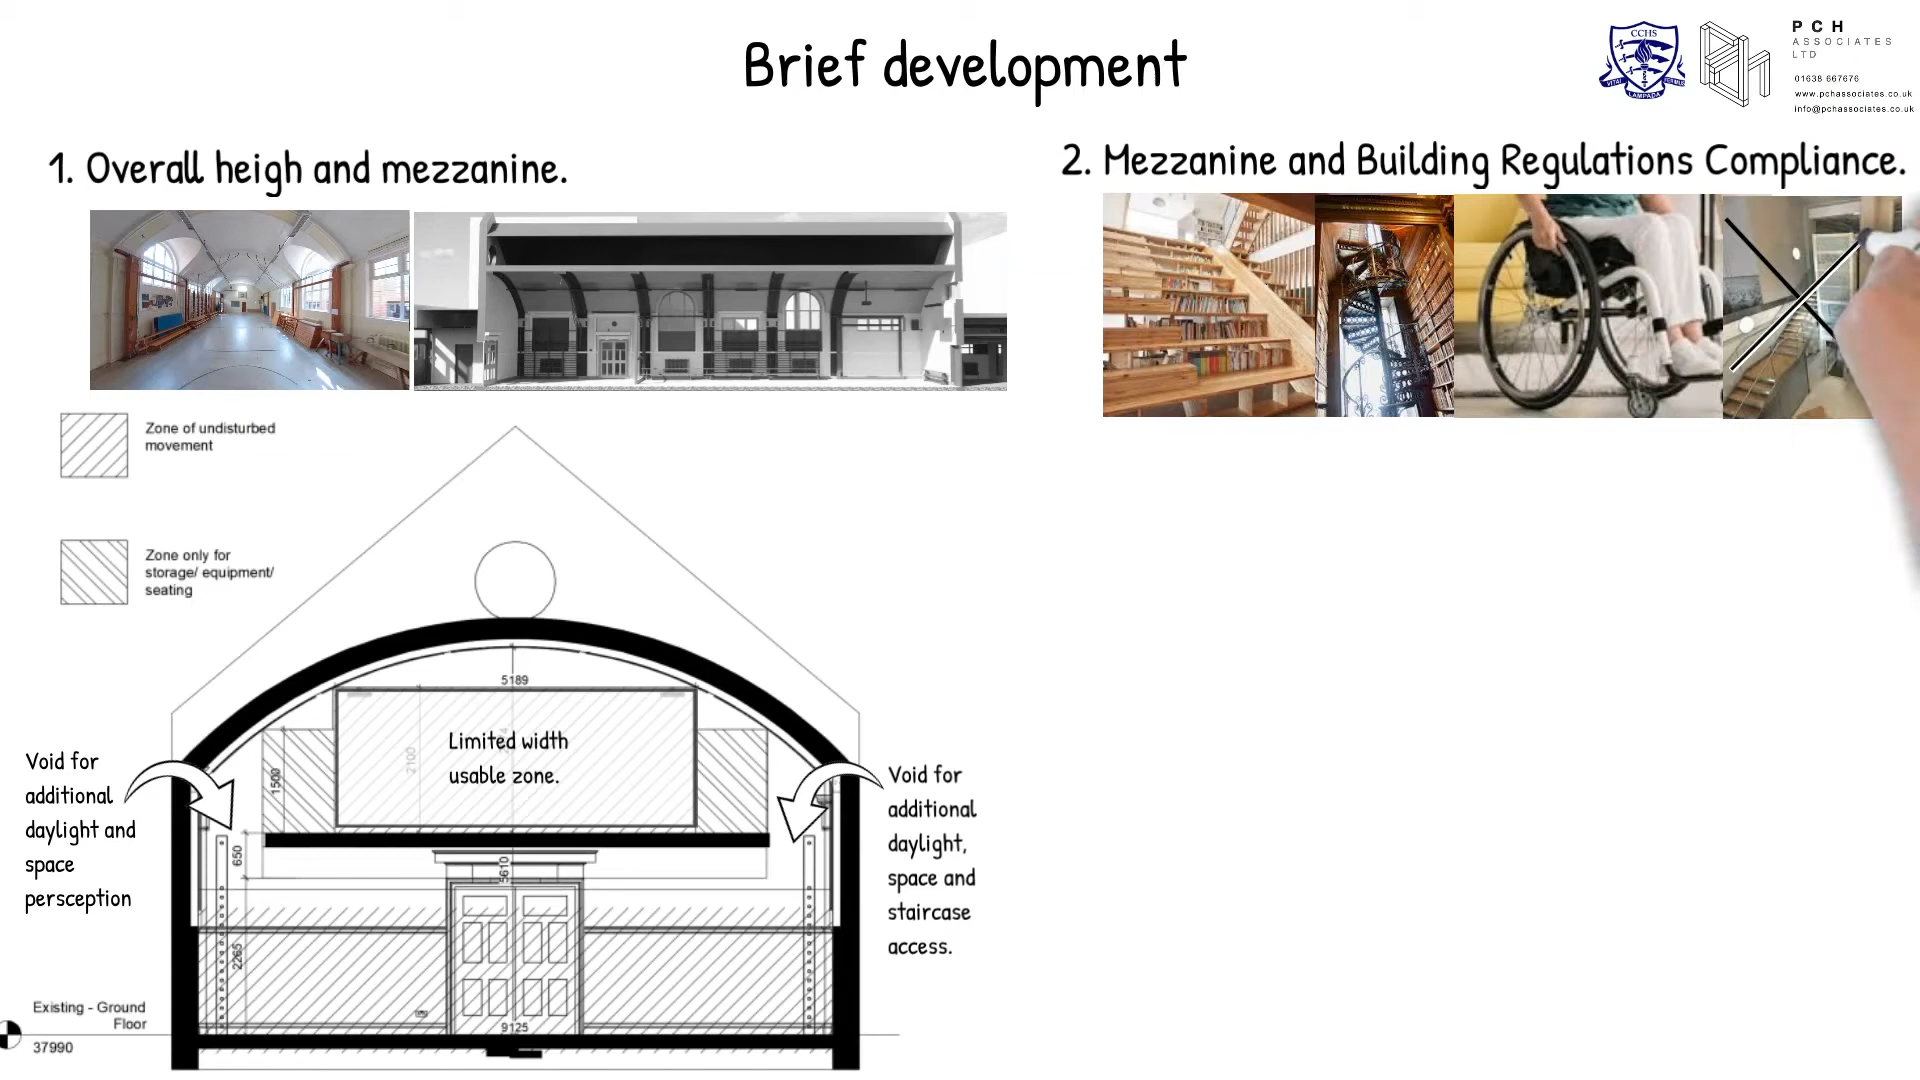 Brief development
CCHS
VITAI
LAMPADA
P C H
ASSOCIATES
LTD
01638 667676
www.pchassociates.co.uk
info@pchassociates.co.uk
1. Overall heigh and mezzanine.
2. Mezzanine and Building Regulations Compliance.
Zone of undisturbed
movement
Zone only for
storage/ equipment/
seating
5189
2100
1500
Limited width
usable zone.
Void for
additional
daylight and
space
persception
Void for
additional
daylight,
space and
staircase
access.
650
5610
2265
9125
Existing - Ground
Floor
37990